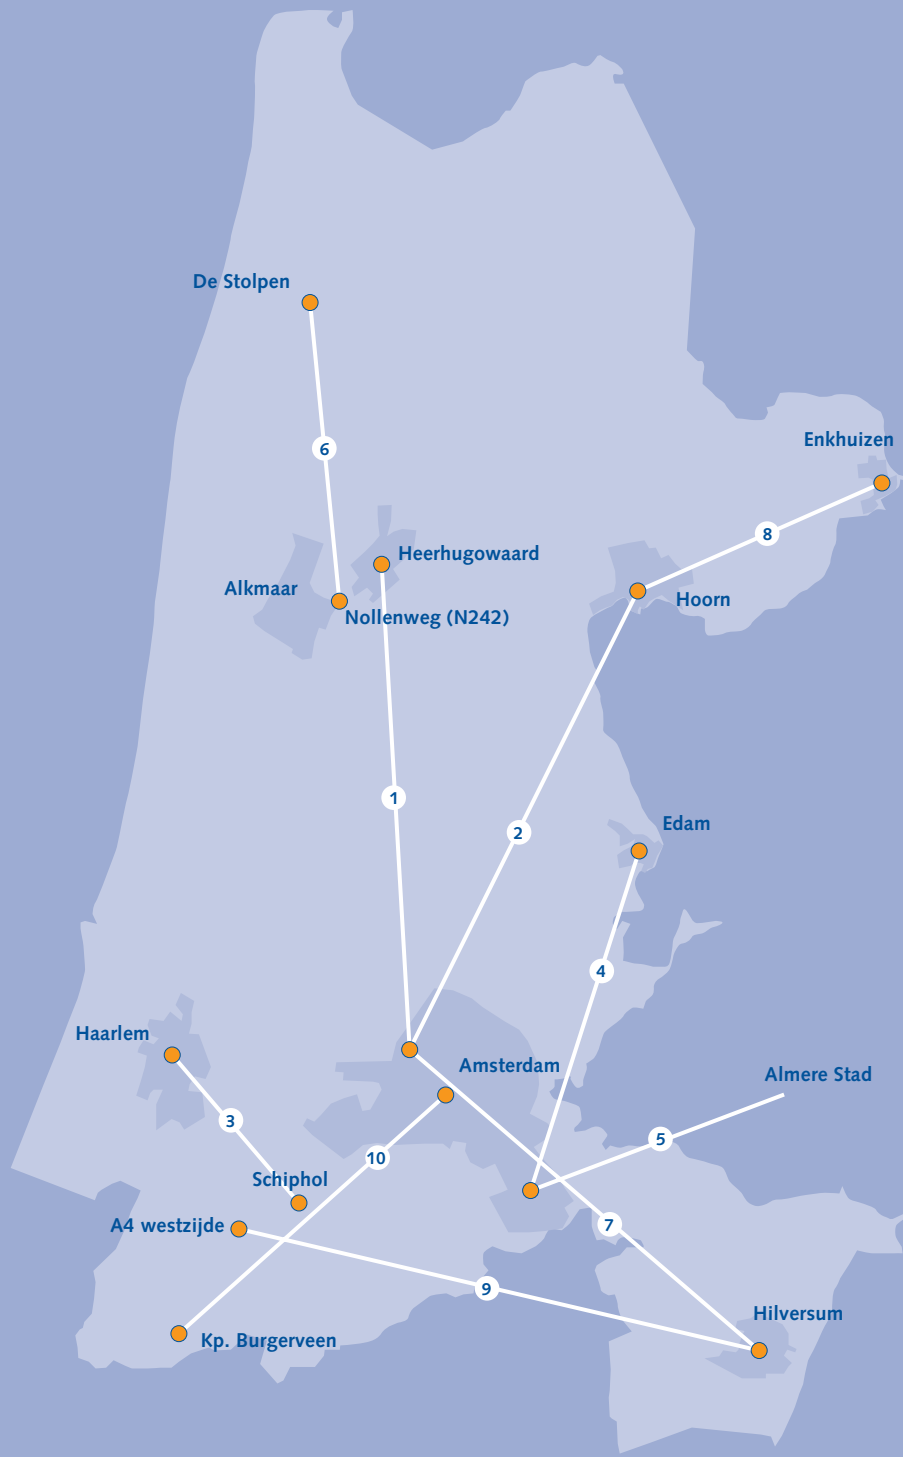 De Stolpen
Enkhuizen
6
8
Heerhugowaard
Alkmaar
Hoorn
Nollenweg (N242)
1
Edam
2
4
Haarlem
Amsterdam
Almere Stad
3
5
10
Schiphol
A4 westzijde
7
9
Hilversum
Kp. Burgerveen